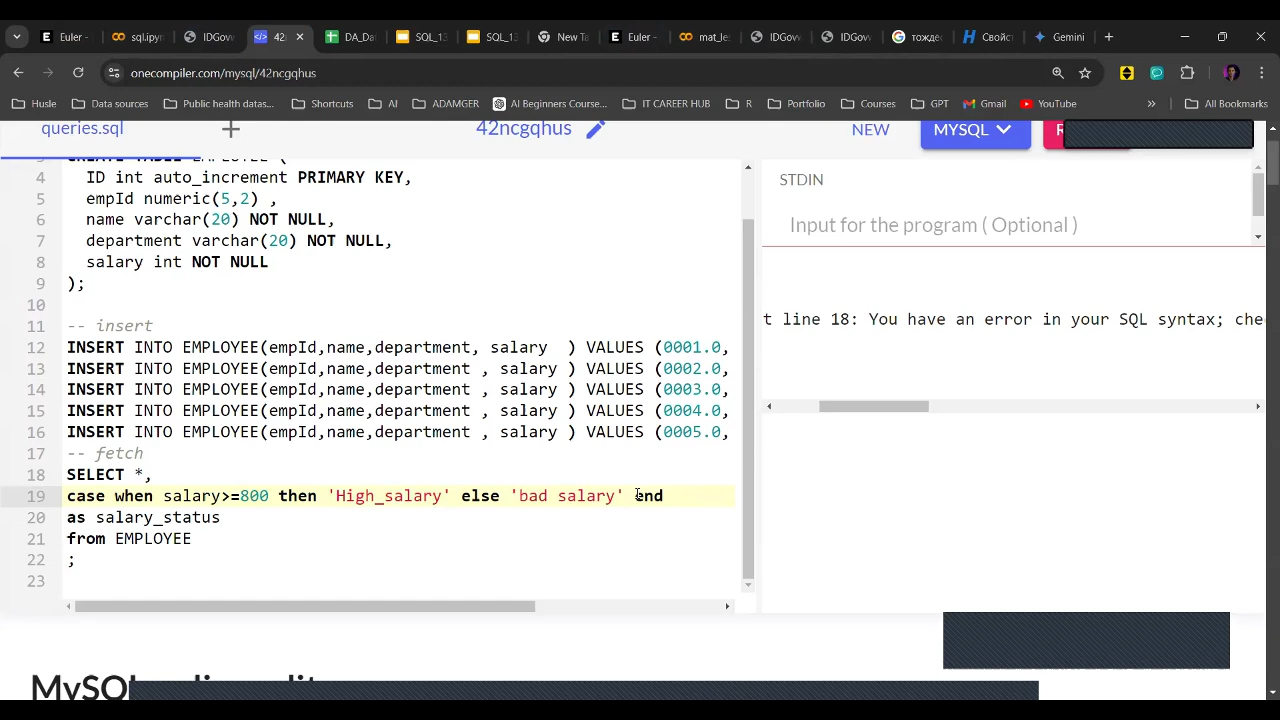 Euler -
sql.ipyn
IDGov
42
DA_Da
SQL_13
SQL_13
New Ta
Euler -
mat_les
IDGov
IDGov
тождес
Свойст
Gemini
onecompiler.com/mysql/42ncgqhus
Husle
Data sources
Public health datas...
Shortcuts
AI
ADAMGER
AI Beginners Course...
IT CAREER HUB
R
Portfolio
Courses
GPT
Gmail
YouTube
All Bookmarks
queries.sql
42ncgqhus
NEW
MYSQL
CREATE TABLE EMPLOYEE (
4 ID int auto_increment PRIMARY KEY,
5 empId numeric(5,2) ,
6 name varchar(20) NOT NULL,
7 department varchar(20) NOT NULL,
8 salary int NOT NULL
9 );
10
11 -- insert
12 INSERT INTO EMPLOYEE(empId,name,department, salary  ) VALUES (0001.0,
13 INSERT INTO EMPLOYEE(empId,name,department , salary ) VALUES (0002.0,
14 INSERT INTO EMPLOYEE(empId,name,department , salary ) VALUES (0003.0,
15 INSERT INTO EMPLOYEE(empId,name,department , salary ) VALUES (0004.0,
16 INSERT INTO EMPLOYEE(empId,name,department , salary ) VALUES (0005.0,
17 -- fetch
18 SELECT *,
19 case when salary>=800 then 'High_salary' else 'bad salary' end
20 as salary_status
21 from EMPLOYEE
22 ;
23
STDIN
Input for the program ( Optional )
t line 18: You have an error in your SQL syntax; chec